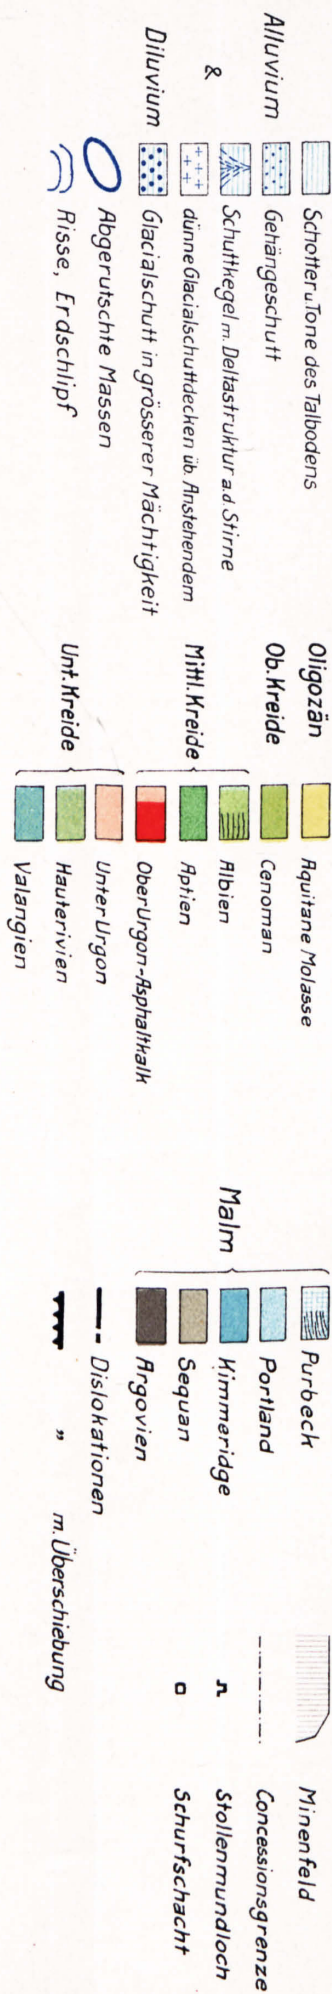 Alluvium
&
Diluvium
Schotter u. Tone des Talbodens
Gehängeschutt
Schuttkegel m. Deltastruktur a.d. Stirne
dünne Glacialschuttdecken üb. Anstehendem
Glacialschutt in grösserer Mächtigkeit
Abgerutschte Massen
Risse, Erdschlipf
Oligozän
Aquitane Molasse
Ob. Kreide
Cenoman
Mittl. Kreide
Albien
Aptien
Ober Urgon-Asphaltkalk
Unt. Kreide
Unter Urgon
Hauterivien
Valangien
Malm
Purbeck
Portland
Kimmeridge
Sequan
Argovien
Dislokationen
" m. Überschiebung
Minenfeld
Concessionsgrenze
Stollenmundloch
Schurfschacht